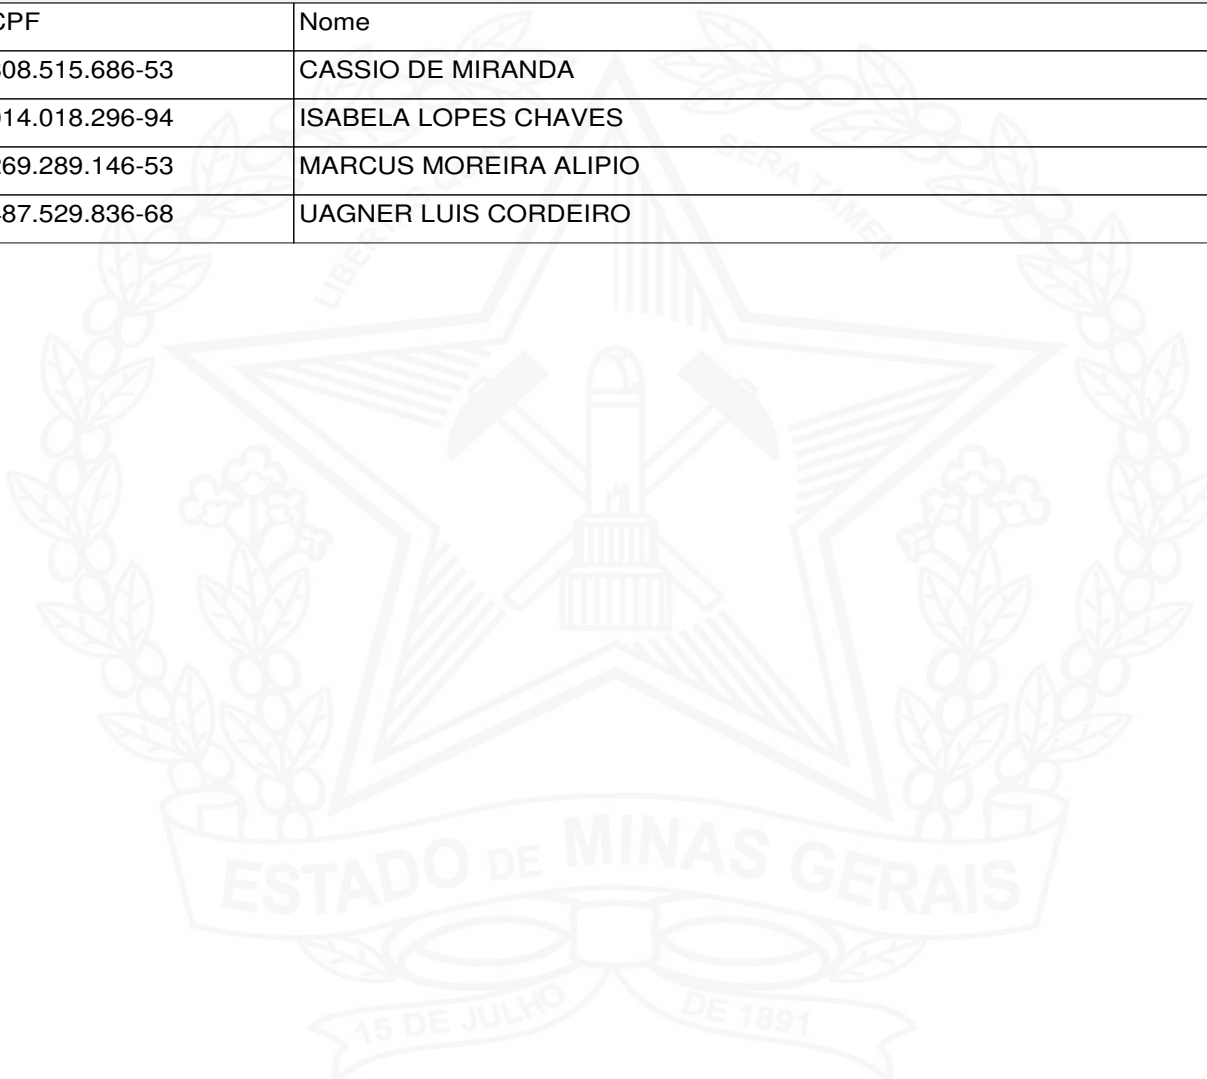 CPF Nome
08.515.686-53 CASSIO DE MIRANDA
14.018.296-94 ISABELA LOPES CHAVES
69.289.146-53 MARCUS MOREIRA ALIPIO
87.529.836-68 UAGNER LUIS CORDEIRO
SERA TAMEN
ESTADO DE MINAS GERAIS
15 DE JULHO DE 1891